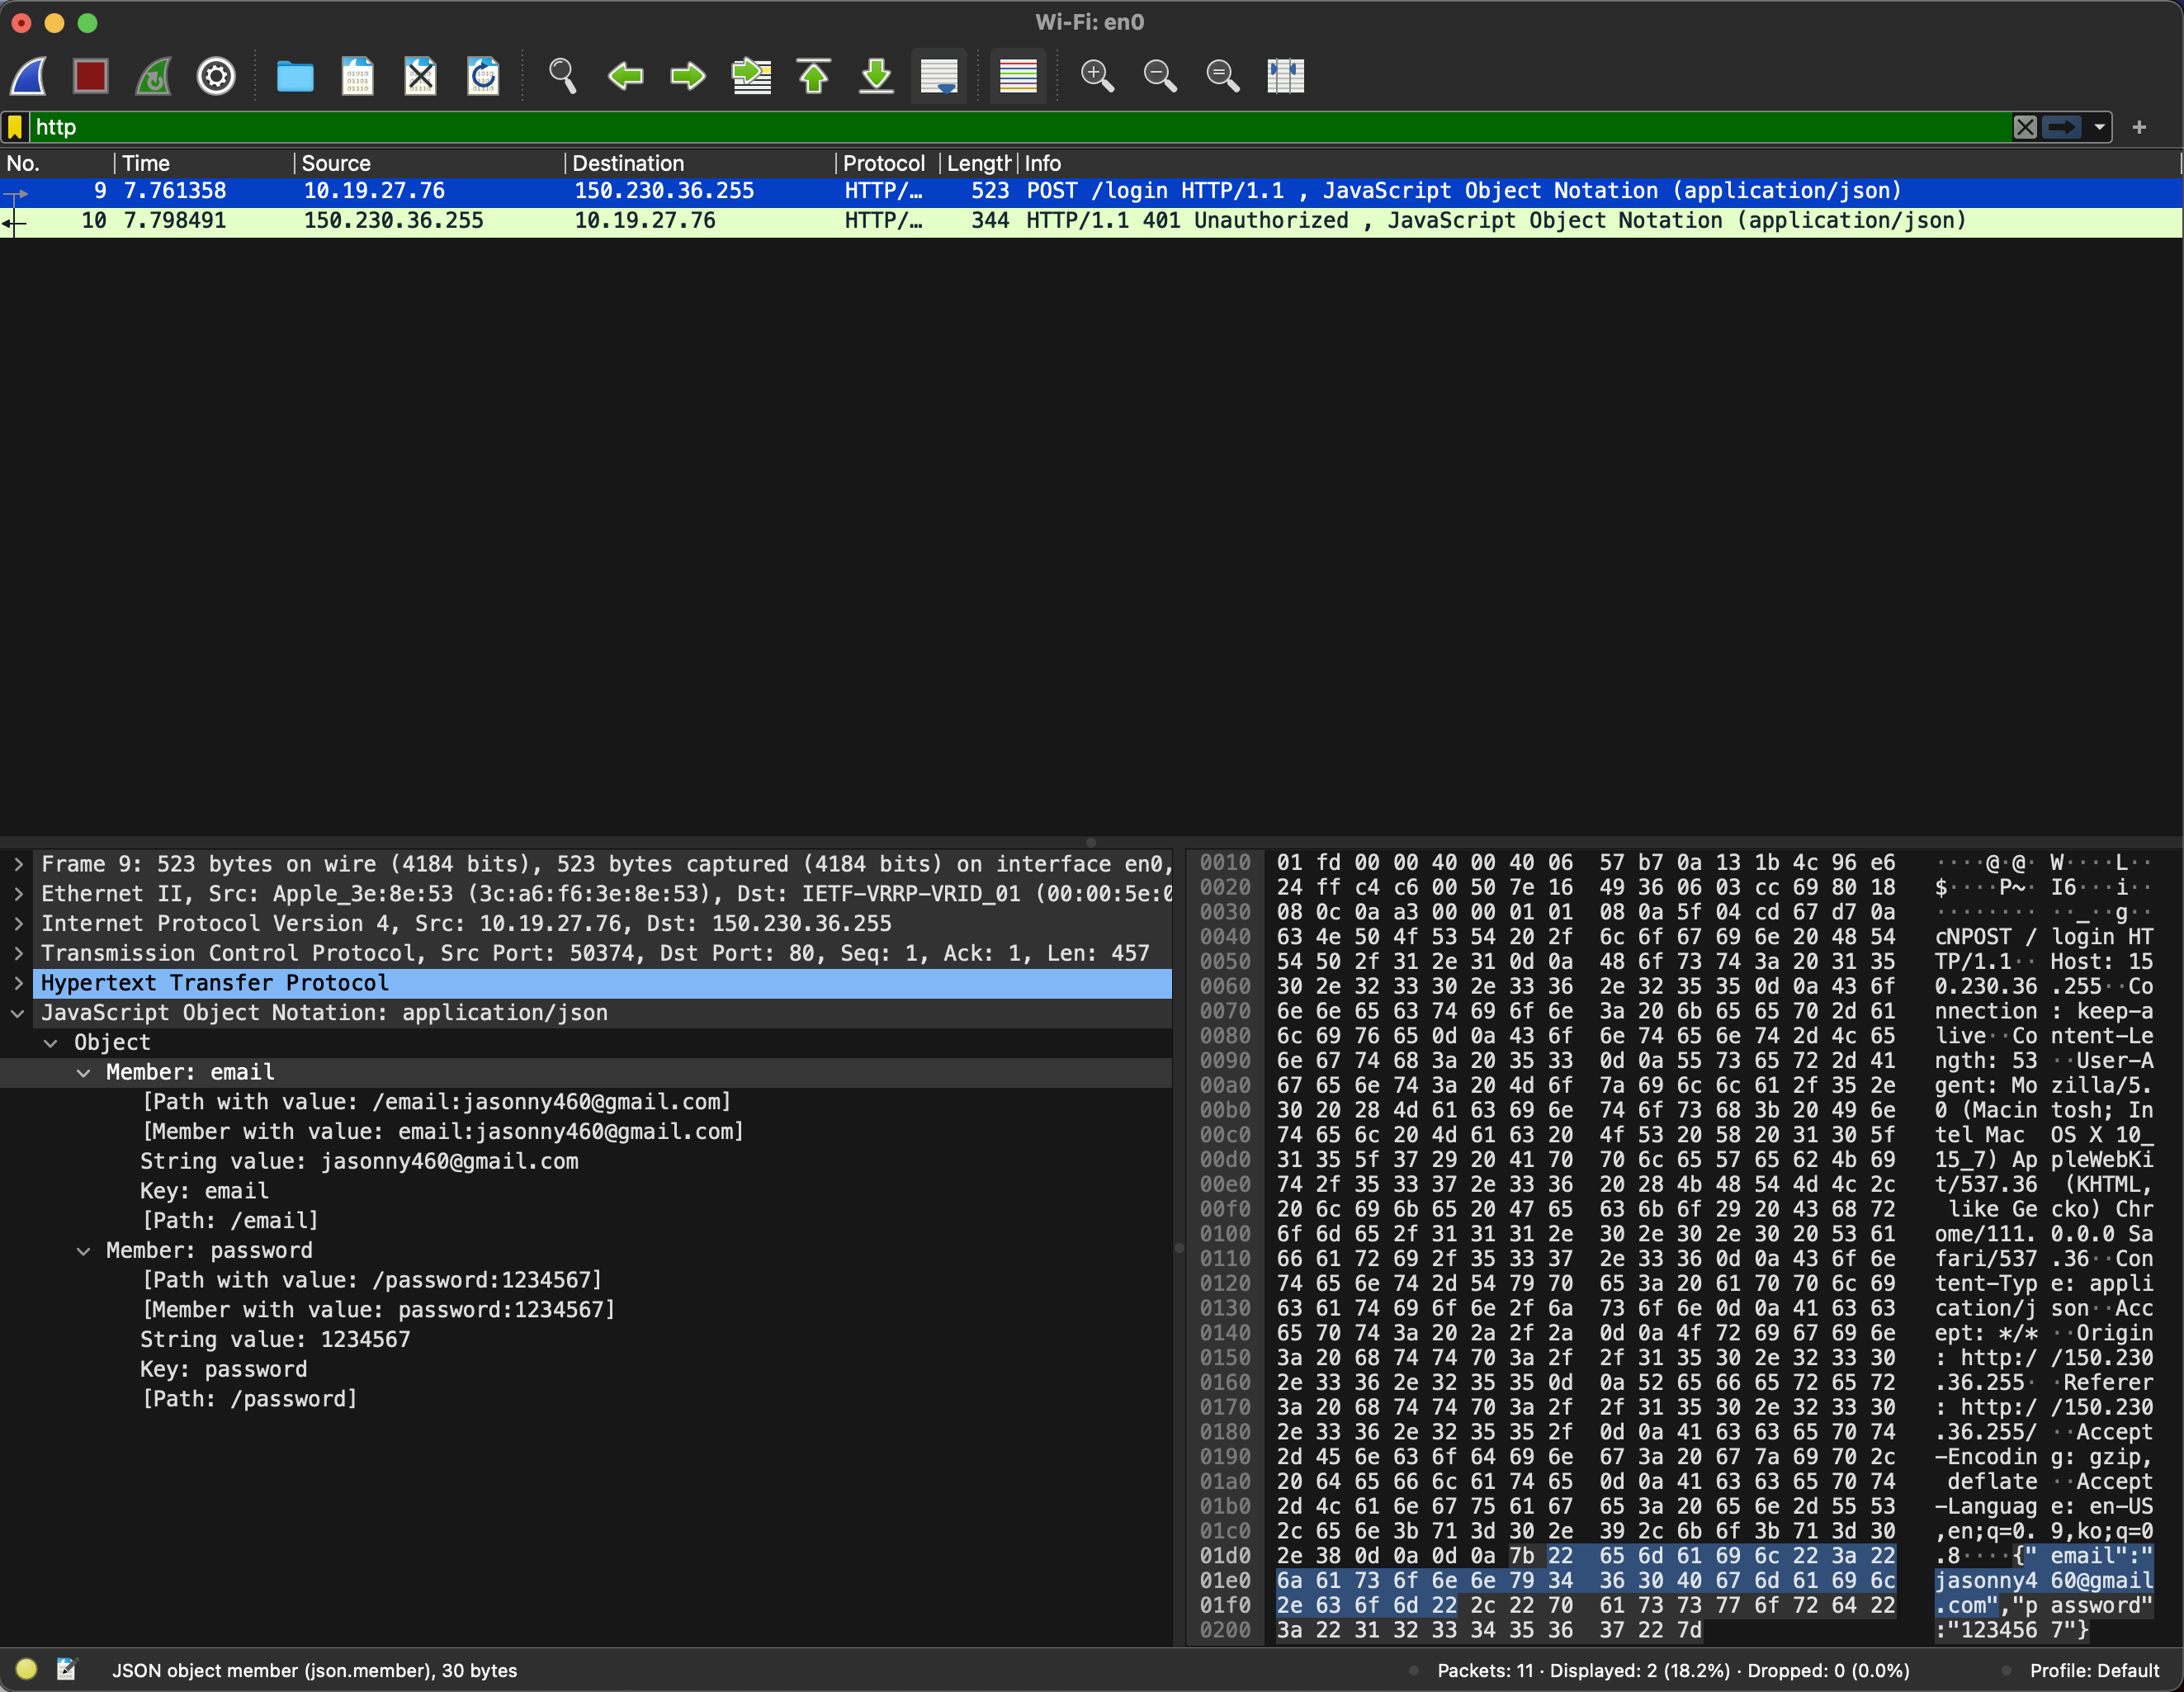 Wi-Fi: en0
http
No. Time Source Destination Protocol Length Info
9 7.761358 10.19.27.76 150.230.36.255 HTTP/… 523 POST /login HTTP/1.1 , JavaScript Object Notation (application/json)
10 7.798491 150.230.36.255 10.19.27.76 HTTP/… 344 HTTP/1.1 401 Unauthorized , JavaScript Object Notation (application/json)
Frame 9: 523 bytes on wire (4184 bits), 523 bytes captured (4184 bits) on interface en0,
Ethernet II, Src: Apple_3e:8e:53 (3c:a6:f6:3e:8e:53), Dst: IETF-VRRP-VRID_01 (00:00:5e:0
Internet Protocol Version 4, Src: 10.19.27.76, Dst: 150.230.36.255
Transmission Control Protocol, Src Port: 50374, Dst Port: 80, Seq: 1, Ack: 1, Len: 457
Hypertext Transfer Protocol
JavaScript Object Notation: application/json
Object
Member: email
[Path with value: /email:jasonny460@gmail.com]
[Member with value: email:jasonny460@gmail.com]
String value: jasonny460@gmail.com
Key: email
[Path: /email]
Member: password
[Path with value: /password:1234567]
[Member with value: password:1234567]
String value: 1234567
Key: password
[Path: /password]
0010 01 fd 00 00 40 00 40 06 57 b7 0a 13 1b 4c 96 e6 ····@·@· W····L··
0020 24 ff c4 c6 00 50 7e 16 49 36 06 03 cc 69 80 18 $····P~· I6···i··
0030 08 0c 0a a3 00 00 01 01 08 0a 5f 04 cd 67 d7 0a ········ ··_··g··
0040 63 4e 50 4f 53 54 20 2f 6c 6f 67 69 6e 20 48 54 cNPOST / login HT
0050 54 50 2f 31 2e 31 0d 0a 48 6f 73 74 3a 20 31 35 TP/1.1·· Host: 15
0060 30 2e 32 33 30 2e 33 36 2e 32 35 35 0d 0a 43 6f 0.230.36 .255··Co
0070 6e 6e 65 63 74 69 6f 6e 3a 20 6b 65 65 70 2d 61 nnection : keep-a
0080 6c 69 76 65 0d 0a 43 6f 6e 74 65 6e 74 2d 4c 65 live··Co ntent-Le
0090 6e 67 74 68 3a 20 35 33 0d 0a 55 73 65 72 2d 41 ngth: 53 ··User-A
00a0 67 65 6e 74 3a 20 4d 6f 7a 69 6c 6c 61 2f 35 2e gent: Mo zilla/5.
00b0 30 20 28 4d 61 63 69 6e 74 6f 73 68 3b 20 49 6e 0 (Macin tosh; In
00c0 74 65 6c 20 4d 61 63 20 4f 53 20 58 20 31 30 5f tel Mac  OS X 10_
00d0 31 35 5f 37 29 20 41 70 70 6c 65 57 65 62 4b 69 15_7) Ap pleWebKi
00e0 74 2f 35 33 37 2e 33 36 20 28 4b 48 54 4d 4c 2c t/537.36  (KHTML,
00f0 20 6c 69 6b 65 20 47 65 63 6b 6f 29 20 43 68 72  like Ge cko) Chr
0100 6f 6d 65 2f 31 31 31 2e 30 2e 30 2e 30 20 53 61 ome/111. 0.0.0 Sa
0110 66 61 72 69 2f 35 33 37 2e 33 36 0d 0a 43 6f 6e fari/537 .36··Con
0120 74 65 6e 74 2d 54 79 70 65 3a 20 61 70 70 6c 69 tent-Typ e: appli
0130 63 61 74 69 6f 6e 2f 6a 73 6f 6e 0d 0a 41 63 63 cation/j son··Acc
0140 65 70 74 3a 20 2a 2f 2a 0d 0a 4f 72 69 67 69 6e ept: */* ··Origin
0150 3a 20 68 74 74 70 3a 2f 2f 31 35 30 2e 32 33 30 : http:/ /150.230
0160 2e 33 36 2e 32 35 35 0d 0a 52 65 66 65 72 65 72 .36.255· ·Referer
0170 3a 20 68 74 74 70 3a 2f 2f 31 35 30 2e 32 33 30 : http:/ /150.230
0180 2e 33 36 2e 32 35 35 2f 0d 0a 41 63 63 65 70 74 .36.255/ ··Accept
0190 2d 45 6e 63 6f 64 69 6e 67 3a 20 67 7a 69 70 2c -Encodin g: gzip,
01a0 20 64 65 66 6c 61 74 65 0d 0a 41 63 63 65 70 74  deflate ··Accept
01b0 2d 4c 61 6e 67 75 61 67 65 3a 20 65 6e 2d 55 53 -Languag e: en-US
01c0 2c 65 6e 3b 71 3d 30 2e 39 2c 6b 6f 3b 71 3d 30 ,en;q=0. 9,ko;q=0
01d0 2e 38 0d 0a 0d 0a 7b 22 65 6d 61 69 6c 22 3a 22 .8····{" email":"
01e0 6a 61 73 6f 6e 6e 79 34 36 30 40 67 6d 61 69 6c jasonny4 60@gmail
01f0 2e 63 6f 6d 22 2c 22 70 61 73 73 77 6f 72 64 22 .com","p assword"
0200 3a 22 31 32 33 34 35 36 37 22 7d :"123456 7"}
JSON object member (json.member), 30 bytes
Packets: 11 · Displayed: 2 (18.2%) · Dropped: 0 (0.0%)
Profile: Default